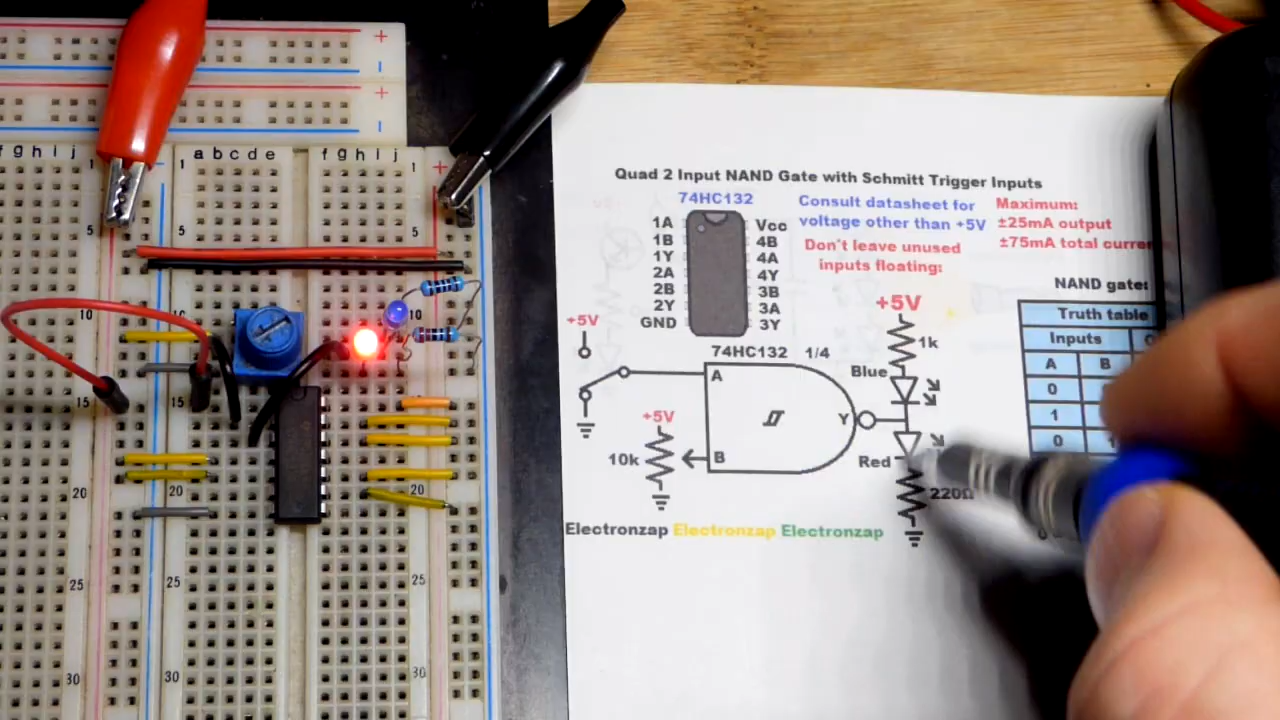 +
+
f g h i j 1 1 a b c d e f g h i j 1 +
5 5 5
10 10 10
15 15
20 20 20
25 25 25
30 30 30
Quad 2 Input NAND Gate with Schmitt Trigger Inputs
74HC132
1A Vcc
1B 4B
1Y 4A
2A 4Y
2B 3B
2Y 3A
GND 3Y
Consult datasheet for
voltage other than +5V
Don't leave unused
inputs floating:
Maximum:
±25mA output
±75mA total
NAND gate:
Truth table
Inputs
A B
0
1
0
+5V
74HC132 1/4
A
B
Y
+5V
10k
+5V
1k
Blue
Red
220Ω
Electronzap Electronzap Electronzap